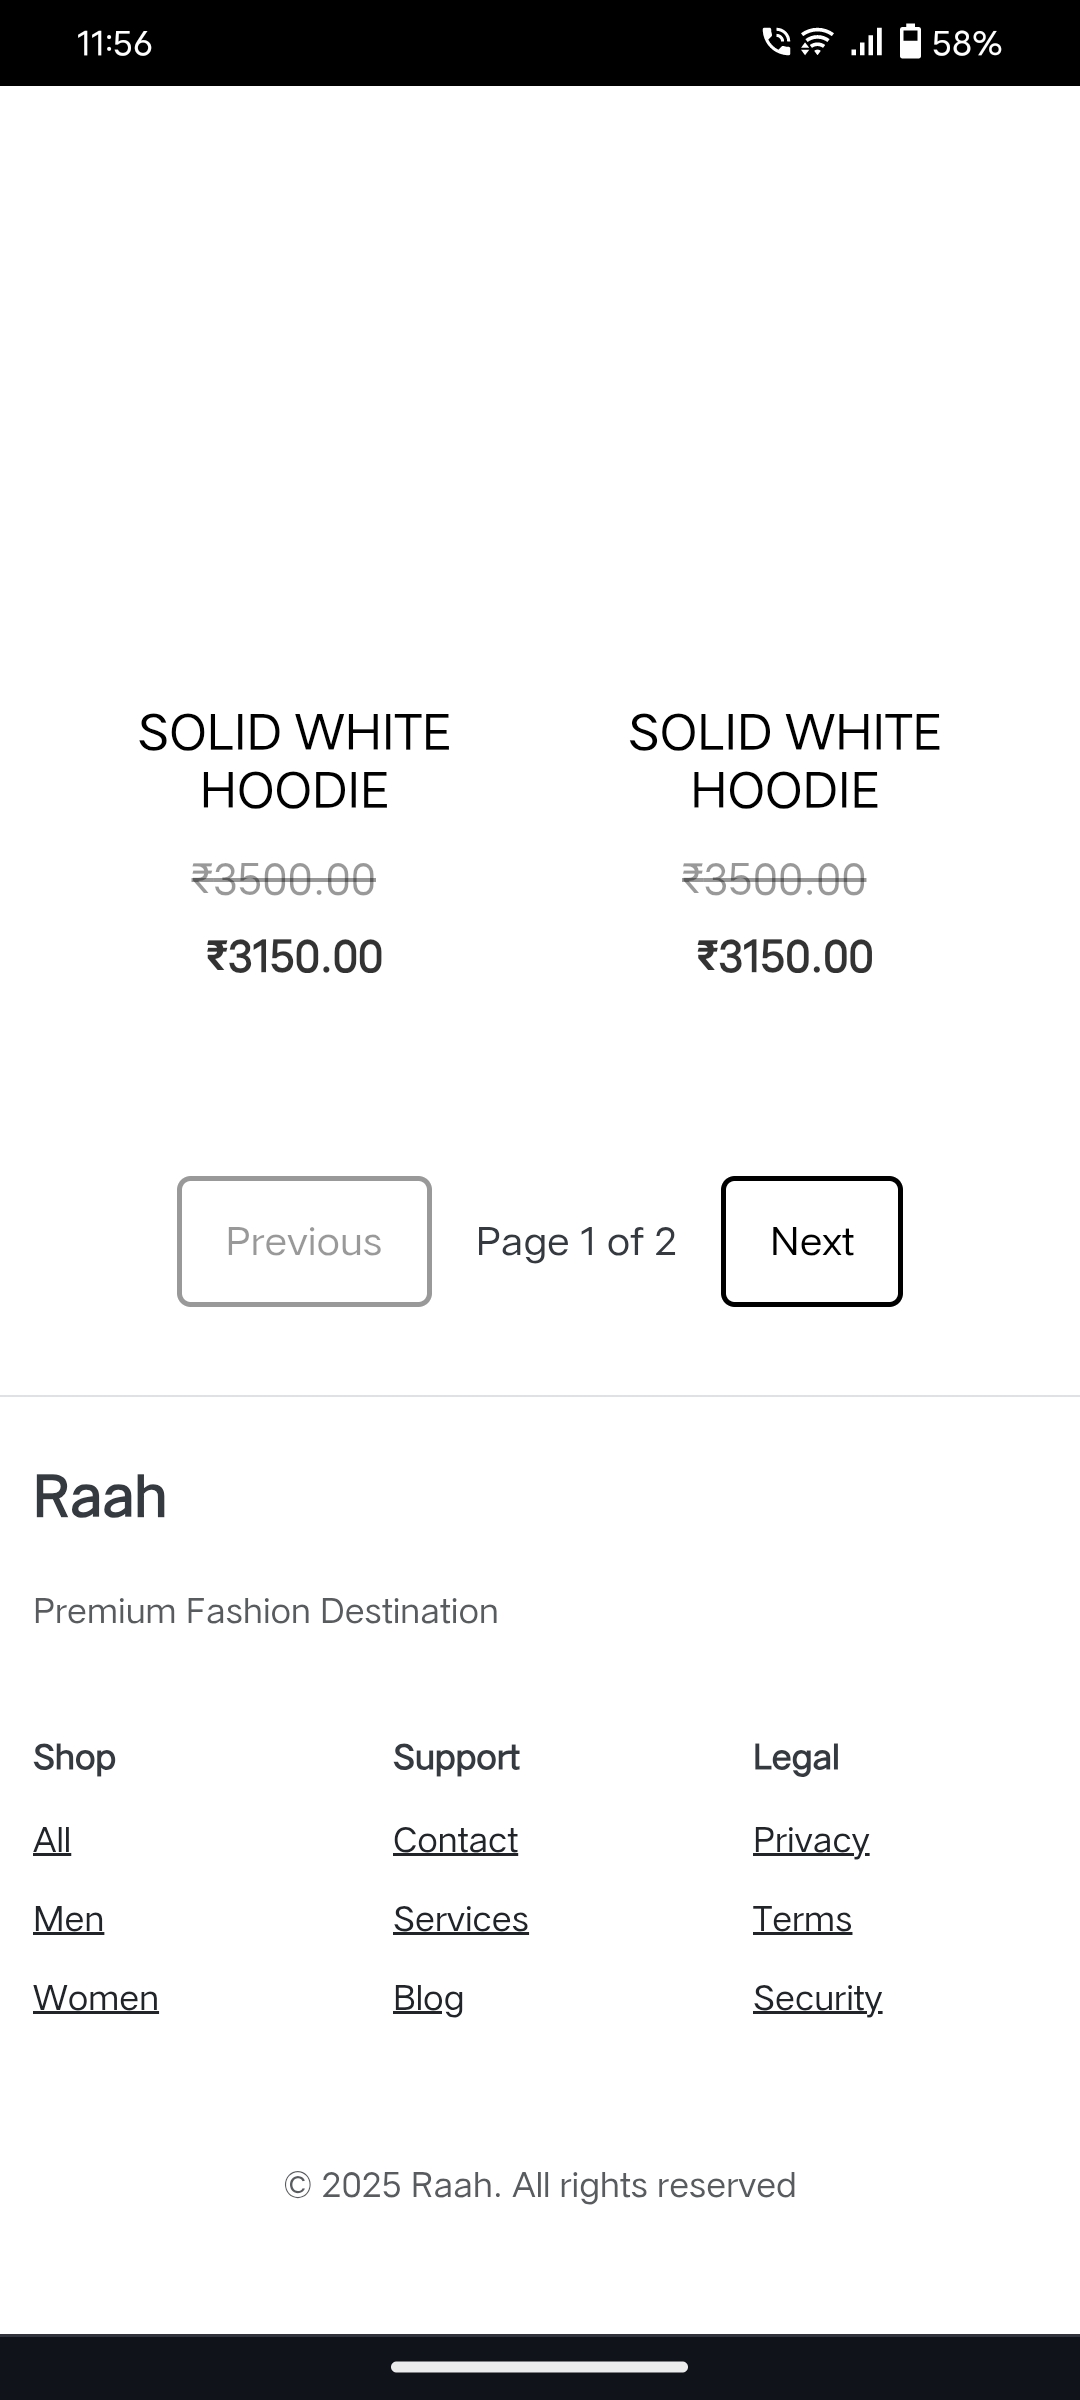 11:56
58%
SOLID WHITE HOODIE
₹3500.00
₹3150.00
SOLID WHITE HOODIE
₹3500.00
₹3150.00
Previous
Page 1 of 2
Next
Raah
Premium Fashion Destination
Shop
All
Men
Women
Support
Contact
Services
Blog
Legal
Privacy
Terms
Security
© 2025 Raah. All rights reserved